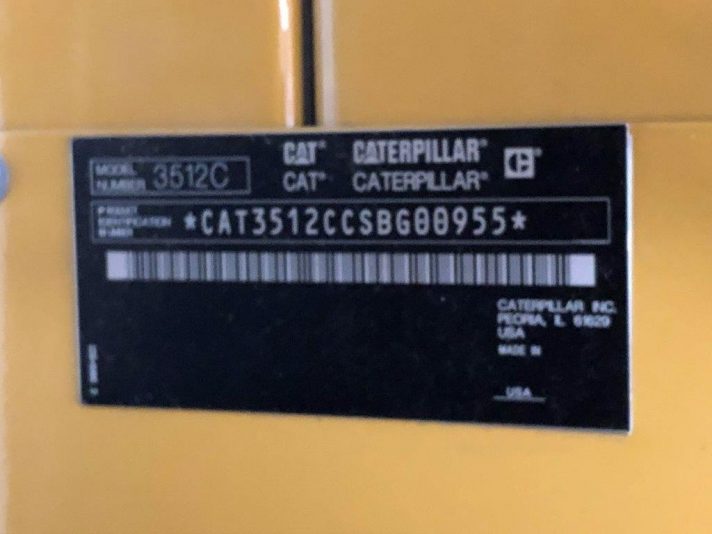 CAT® CATERPILLAR®
MODEL NUMBER 3512C
CAT® CATERPILLAR®
PRODUCT
IDENTIFICATION
NUMBER
*CAT3512CCSBG00955*
CATERPILLAR INC.
PEORIA, IL 61629
USA
MADE IN
USA